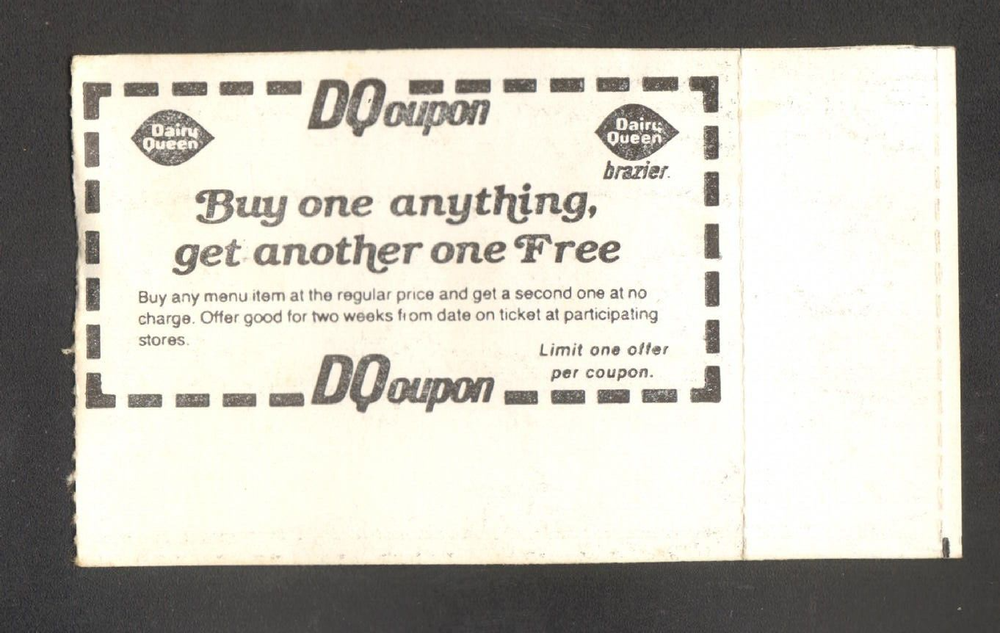 DQoupon
Dairy Queen
Dairy Queen
brazier.
Buy one anything,
get another one Free
Buy any menu item at the regular price and get a second one at no
charge. Offer good for two weeks from date on ticket at participating
stores.
Limit one offer
per coupon.
DQoupon